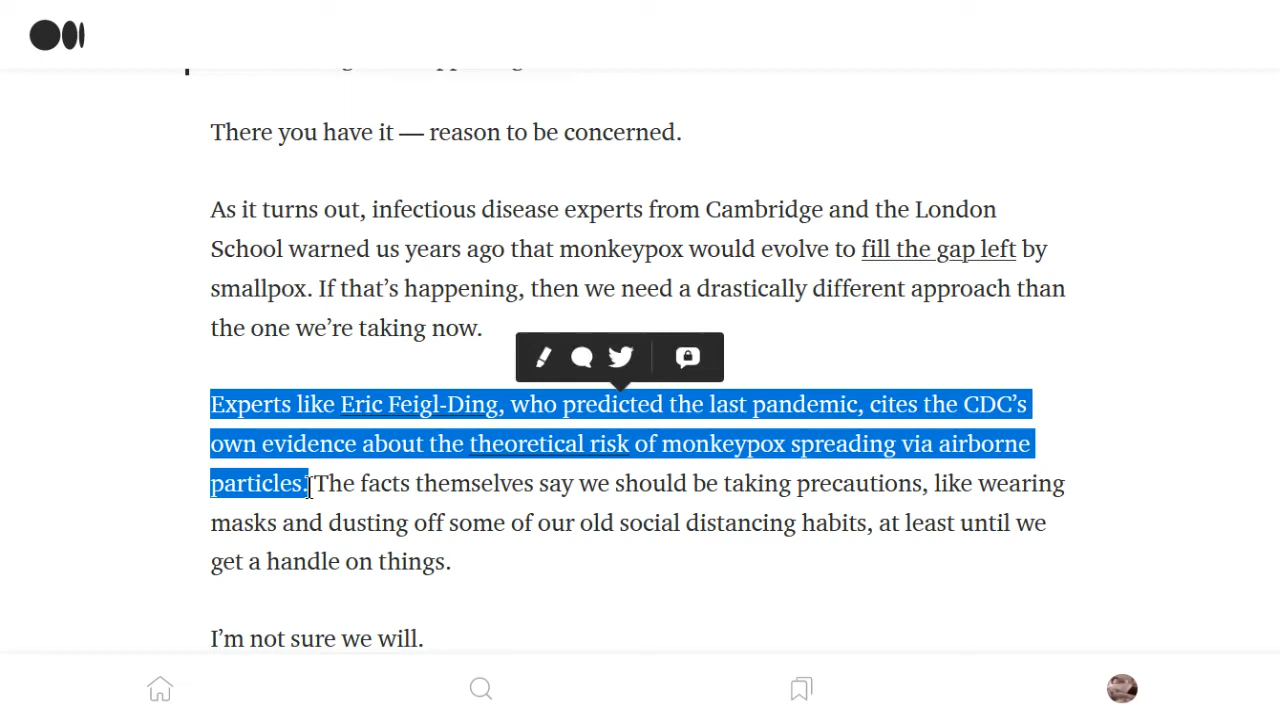 There you have it — reason to be concerned.
As it turns out, infectious disease experts from Cambridge and the London
School warned us years ago that monkeypox would evolve to fill the gap left by
smallpox. If that’s happening, then we need a drastically different approach than
the one we’re taking now.
Experts like Eric Feigl-Ding, who predicted the last pandemic, cites the CDC’s
own evidence about the theoretical risk of monkeypox spreading via airborne
particles. The facts themselves say we should be taking precautions, like wearing
masks and dusting off some of our old social distancing habits, at least until we
get a handle on things.
I’m not sure we will.